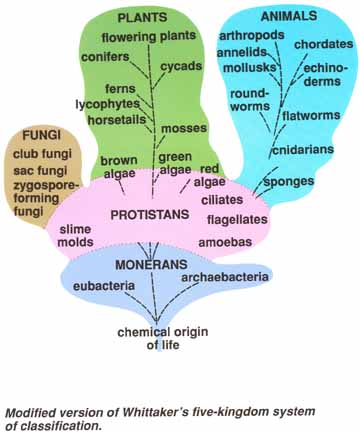 PLANTS
flowering plants
conifers
cycads
ferns
lycophytes
horsetails
mosses
brown
algae
green
algae
red
algae
ANIMALS
arthropods
chordates
annelids
mollusks
echino-
derms
round-
worms
flatworms
cnidarians
sponges
FUNGI
club fungi
sac fungi
zygospore-
forming
fungi
PROTISTANS
ciliates
flagellates
amoebas
slime
molds
MONERANS
eubacteria
archaebacteria
chemical origin
of life
Modified version of Whittaker's five-kingdom system
of classification.